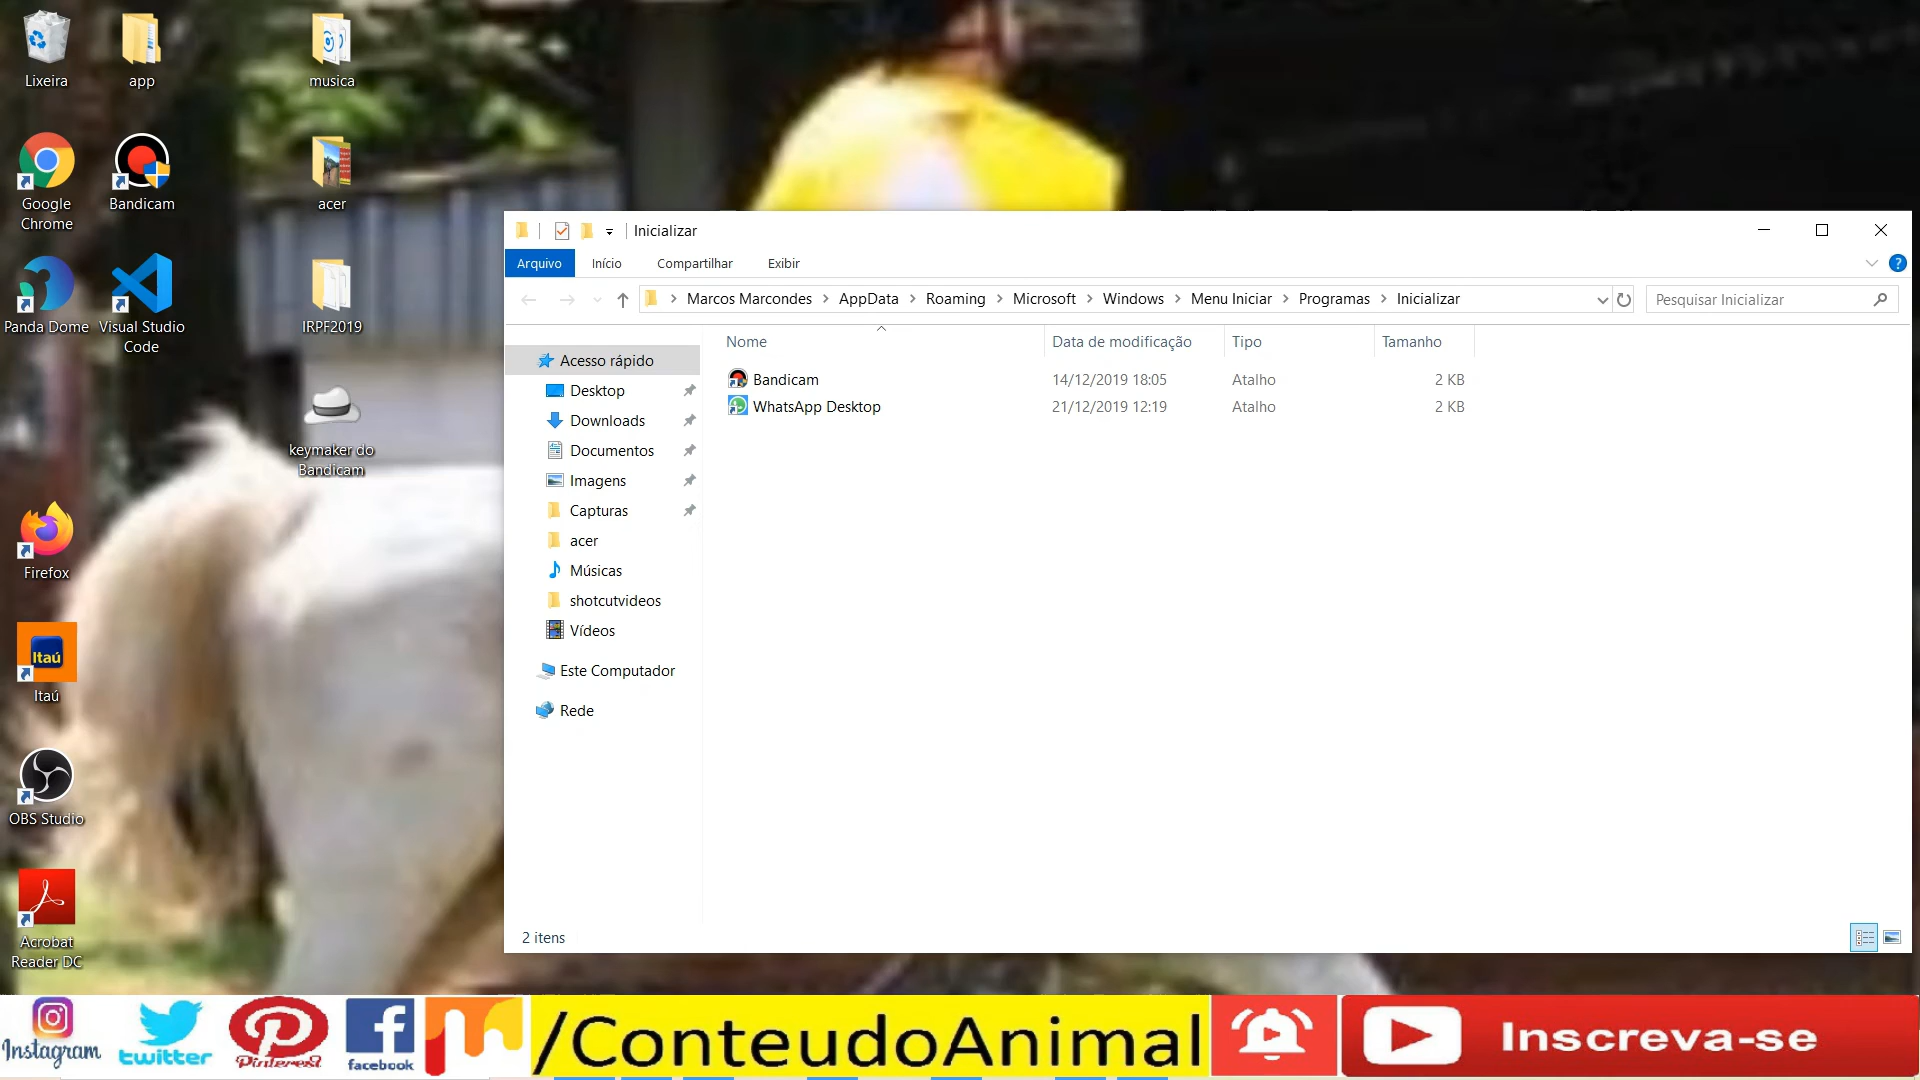 Lixeira
app
musica
Google
Chrome
Bandicam
acer
Panda Dome
Visual Studio
Code
IRPF2019
keymaker do
Bandicam
Firefox
Itaú
Itaú
OBS Studio
Acrobat
Reader DC
Inicializar
Arquivo
Início
Compartilhar
Exibir
?
Marcos Marcondes
AppData
Roaming
Microsoft
Windows
Menu Iniciar
Programas
Inicializar
Pesquisar Inicializar
Nome
Data de modificação
Tipo
Tamanho
Bandicam
14/12/2019 18:05
Atalho
2 KB
WhatsApp Desktop
21/12/2019 12:19
Atalho
2 KB
Acesso rápido
Desktop
Downloads
Documentos
Imagens
Capturas
acer
Músicas
shotcutvideos
Vídeos
Este Computador
Rede
2 itens
Instagram
twitter
Pinterest
facebook
/ConteudoAnimal
Inscreva-se